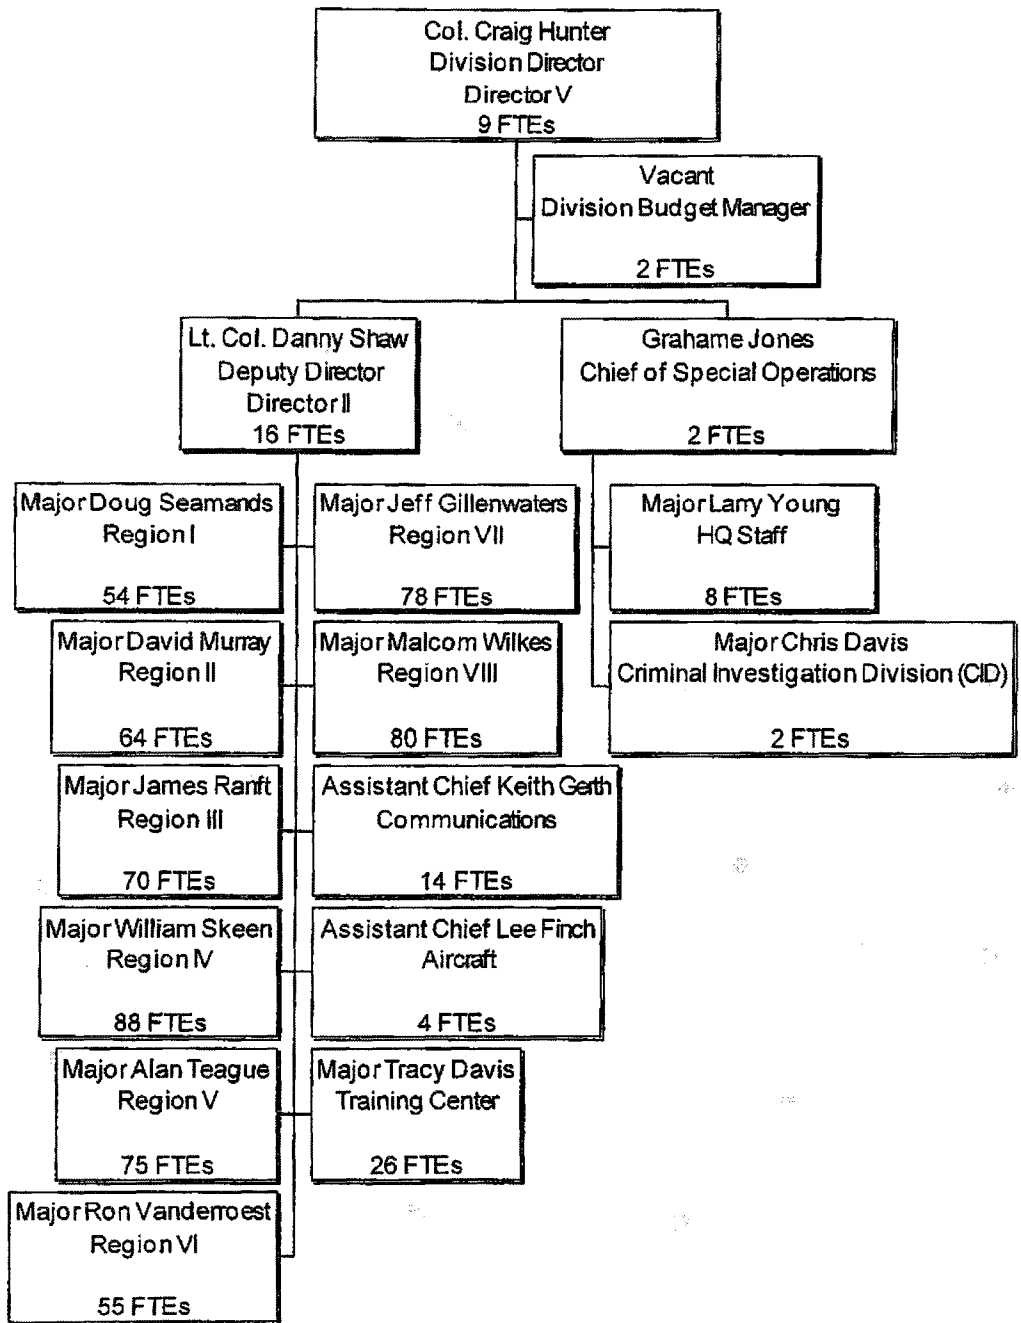 Col. Craig Hunter
Division Director
Director V
9 FTEs
Vacant
Division Budget Manager
2 FTEs
Lt. Col. Danny Shaw
Deputy Director
Director II
16 FTEs
Grahame Jones
Chief of Special Operations
2 FTEs
Major Doug Seamands
Region I
54 FTEs
Major Jeff Gillenwaters
Region VII
78 FTEs
Major Larry Young
HQ Staff
8 FTEs
Major David Murray
Region II
64 FTEs
Major Malcom Wilkes
Region VIII
80 FTEs
Major Chris Davis
Criminal Investigation Division (CID)
2 FTEs
Major James Ranft
Region III
70 FTEs
Assistant Chief Keith Gerth
Communications
14 FTEs
Major William Skeen
Region IV
88 FTEs
Assistant Chief Lee Finch
Aircraft
4 FTEs
Major Alan Teague
Region V
75 FTEs
Major Tracy Davis
Training Center
26 FTEs
Major Ron Vanderroest
Region VI
55 FTEs